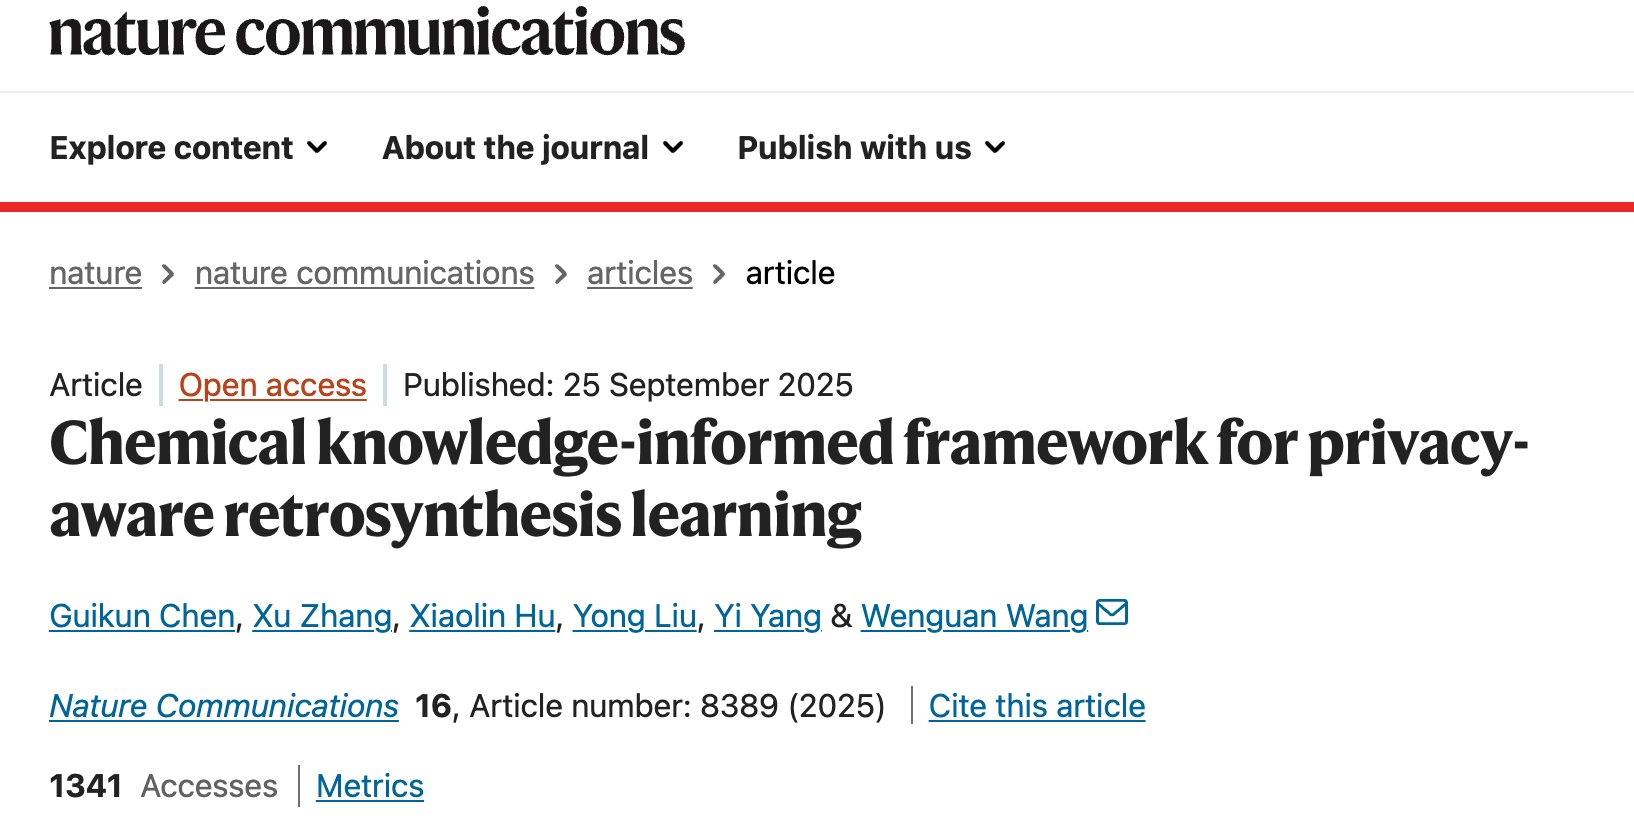 nature communications
Explore content About the journal Publish with us
nature > nature communications > articles > article
Article | Open access | Published: 25 September 2025
Chemical knowledge-informed framework for privacy-
aware retrosynthesis learning
Guikun Chen, Xu Zhang, Xiaolin Hu, Yong Liu, Yi Yang & Wenguan Wang
Nature Communications 16, Article number: 8389 (2025) | Cite this article
1341 Accesses | Metrics